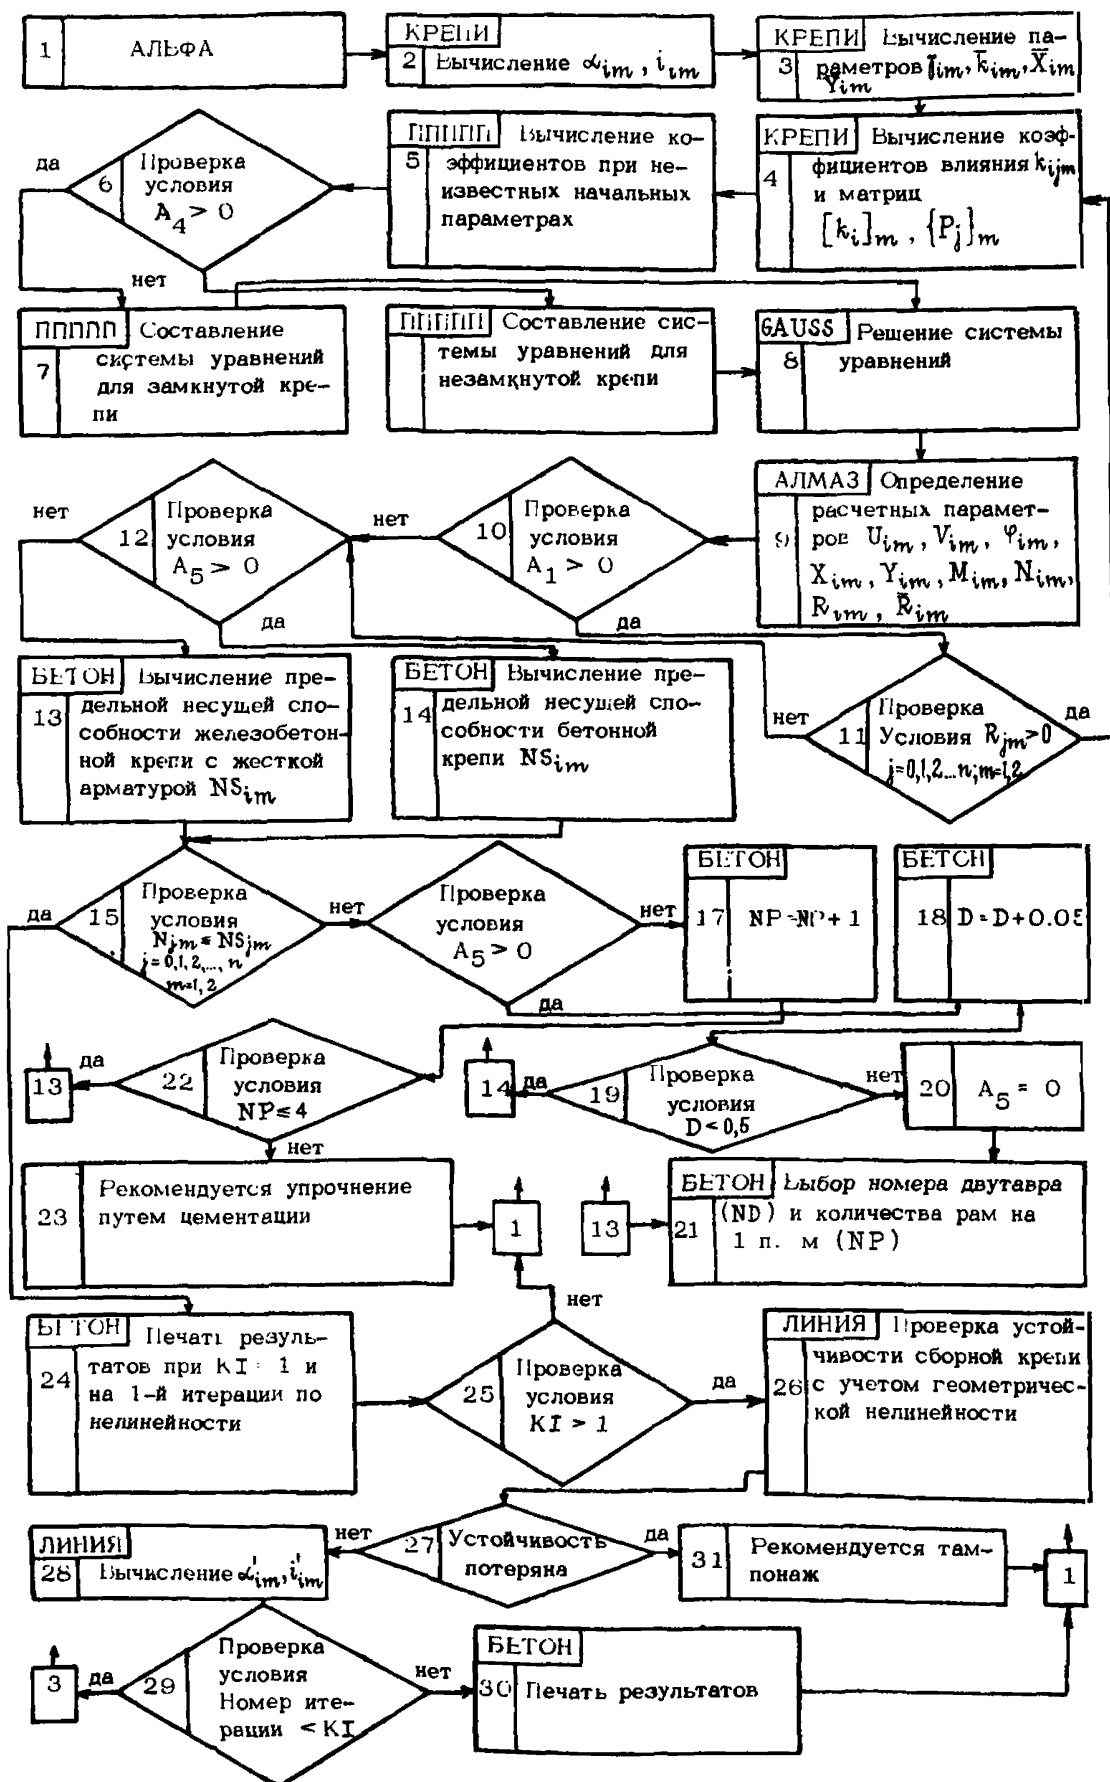 1 АЛЬФА
КРЕПИ
2 Вычисление α_im, i_im
КРЕПИ Вычисление па-
3 раметров γ̄_im, k̄_im, X̄_im
Ȳ_im
КРЕПИ Вычисление коэф-
4 фициентов влияния k_ijm
и матриц
[k_i]_m, {P_j}_m
ППППП Вычисление ко-
5 эффициентов при не-
известных начальных
параметрах
да
6 Проверка
условия
A_4 > 0
нет
ППППП Составление
7 системы уравнений
для замкнутой кре-
пи
ППППП Составление сис-
темы уравнений для
незамкнутой крепи
GAUSS Решение системы
8 уравнений
АЛМАЗ Определение
9 расчетных парамет-
ров U_im, V_im, φ_im,
X_im, Y_im, M_im, N_im,
R_im, R̄_im
нет
10 Проверка
условия
A_1 > 0
да
нет
12 Проверка
условия
A_5 > 0
да
нет
11 Проверка
Условия R_jm>0
j=0,1,2...n;m=1,2
да
БЕТОН Вычисление пре-
13 дельной несущей спо-
собности железобетон-
ной крепи с жесткой
арматурой NS_im
БЕТОН Вычисление пре-
14 дельной несущей спо-
собности бетонной
крепи NS_im
да
15 Проверка
условия
N_jm ≤ NS_jm
j=0,1,2,..., n
m=1,2
нет
Проверка
условия
A_5 > 0
нет
да
БЕТОН
17 NP=NP+1
БЕТОН
18 D=D+0.05
13
да
22 Проверка
условия
NP≤4
нет
14
да
19 Проверка
условия
D<0,5
нет
20 A_5 = 0
23 Рекомендуется упрочнение
путем цементации
1
13
БЕТОН Выбор номера двутавра
21 (ND) и количества рам на
1 п. м (NP)
БЕТОН Печать резуль-
24 татов при KI=1 и
на 1-й итерации по
нелинейности
нет
25 Проверка
условия
KI > 1
да
ЛИНИЯ Проверка устой-
26 чивости сборной крепи
с учетом геометричес-
кой нелинейности
нет
27 Устойчивость
потеряна
да
ЛИНИЯ
28 Вычисление α'_im, i'_im
31 Рекомендуется там-
понаж
1
3
да
29 Проверка
условия
Номер ите-
рации < KI
нет
БЕТОН
30 Печать результатов